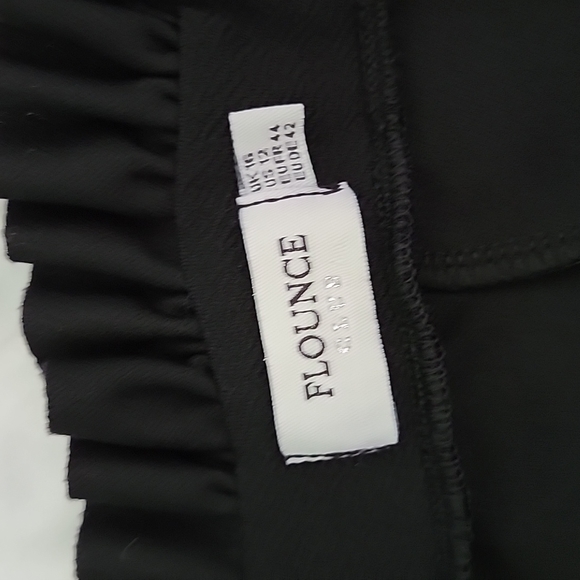 UK 16
US 12
EU FR 44
EU DE 42
FLOUNCE